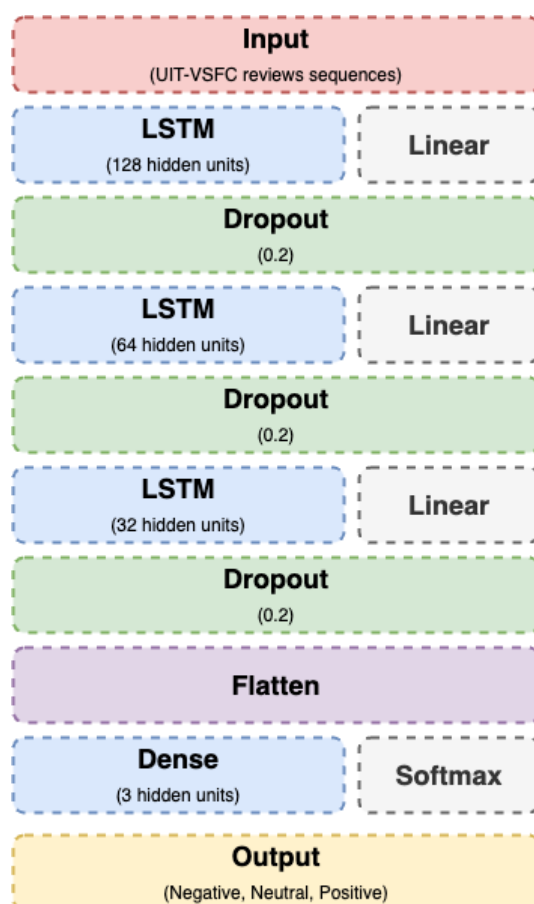 Input
(UIT-VSFC reviews sequences)
LSTM
(128 hidden units)
Linear
Dropout
(0.2)
LSTM
(64 hidden units)
Linear
Dropout
(0.2)
LSTM
(32 hidden units)
Linear
Dropout
(0.2)
Flatten
Dense
(3 hidden units)
Softmax
Output
(Negative, Neutral, Positive)